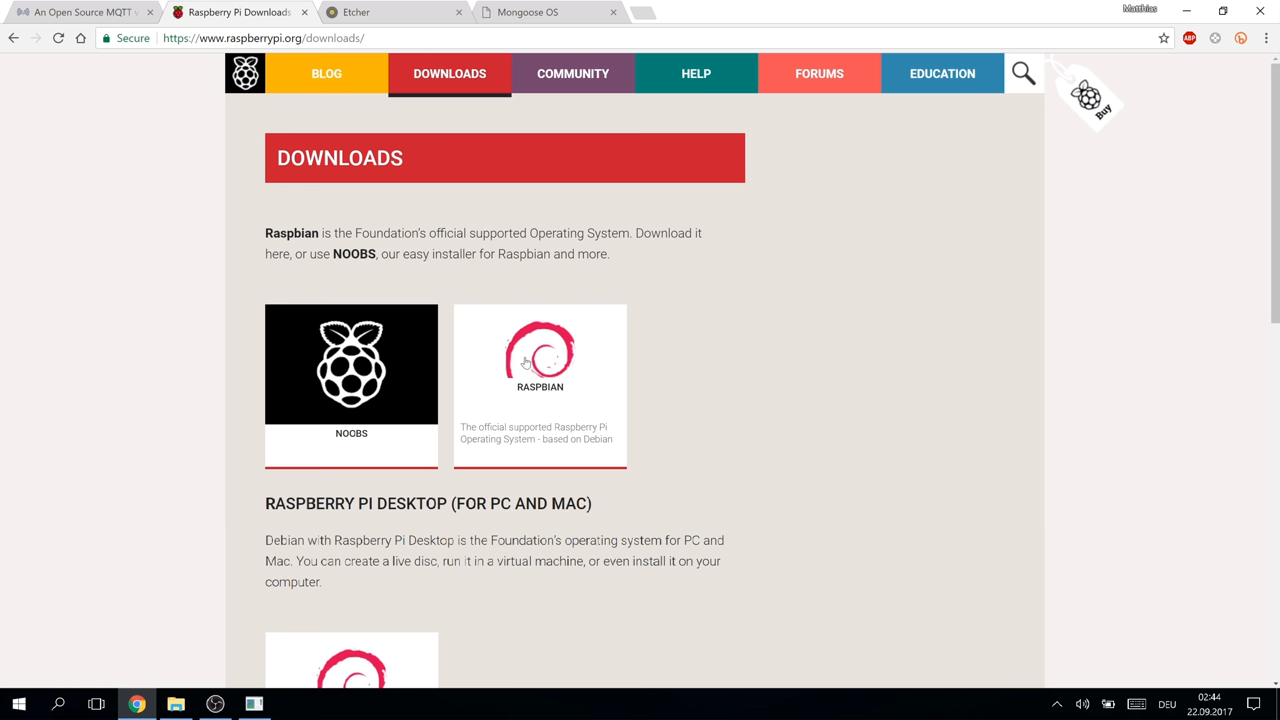 An Open Source MQTT v
Raspberry Pi Downloads
Etcher
Mongoose OS
Matthias
Secure
https://www.raspberrypi.org/downloads/
ABP
BLOG
DOWNLOADS
COMMUNITY
HELP
FORUMS
EDUCATION
Buy
DOWNLOADS
Raspbian is the Foundation's official supported Operating System. Download it
here, or use NOOBS, our easy installer for Raspbian and more.
NOOBS
RASPBIAN
The official supported Raspberry Pi
Operating System - based on Debian
RASPBERRY PI DESKTOP (FOR PC AND MAC)
Debian with Raspberry Pi Desktop is the Foundation's operating system for PC and
Mac. You can create a live disc, run it in a virtual machine, or even install it on your
computer.
DEU
02:44
22.09.2017